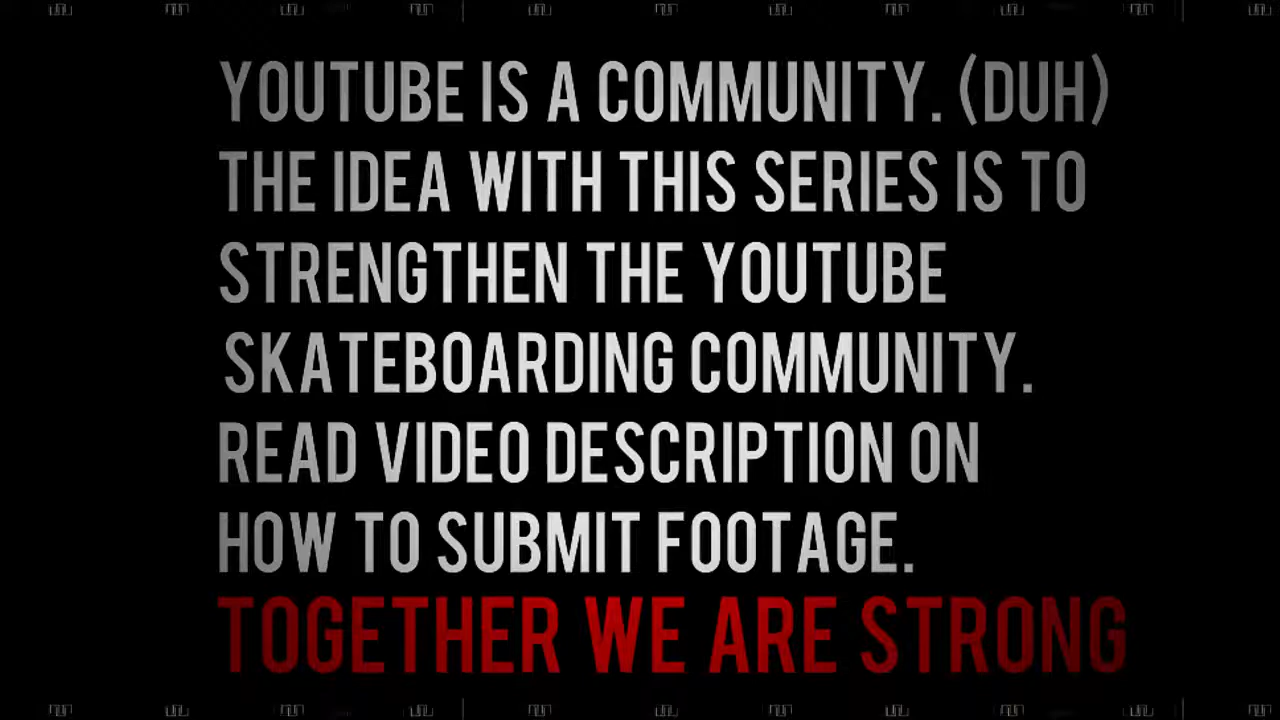 YOUTUBE IS A COMMUNITY. (DUH)
THE IDEA WITH THIS SERIES IS TO
STRENGTHEN THE YOUTUBE
SKATEBOARDING COMMUNITY.
READ VIDEO DESCRIPTION ON
HOW TO SUBMIT FOOTAGE.
TOGETHER WE ARE STRONG